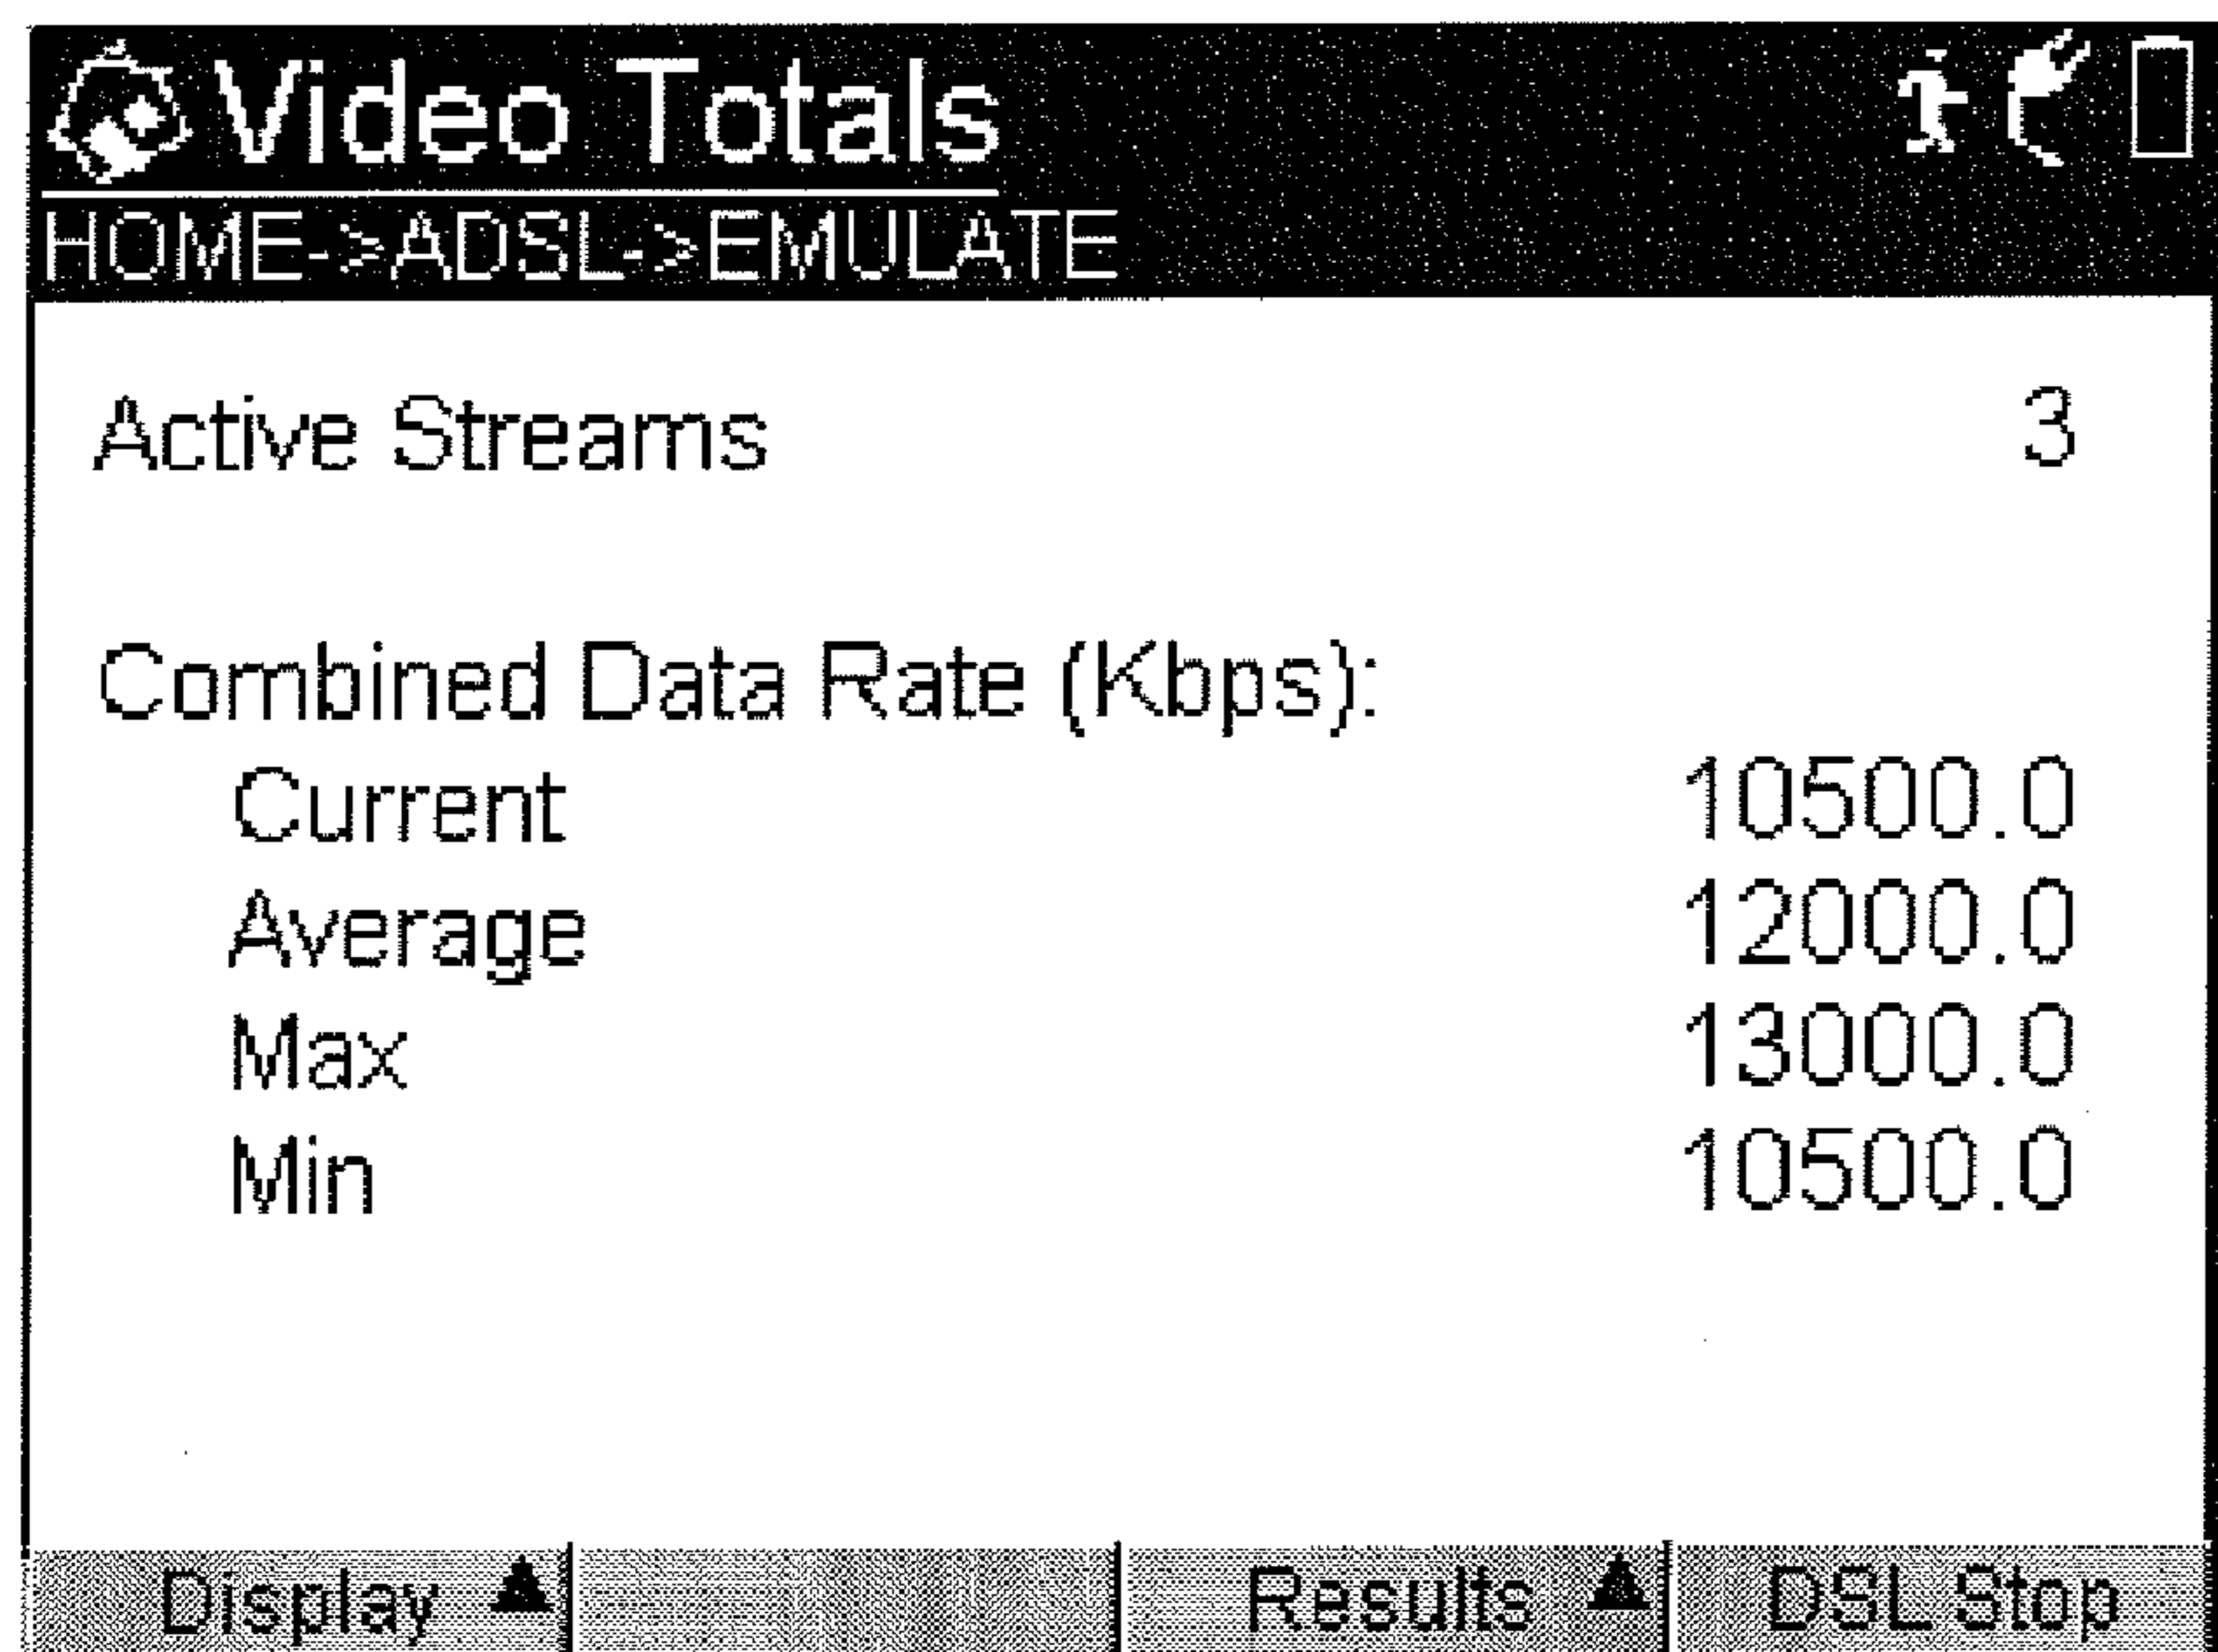 Video Totals
HOME->ADSL->EMULATE
Active Streams 3
Combined Data Rate (Kbps):
Current 10500.0
Average 12000.0
Max 13000.0
Min 10500.0
Display Results DSL Stop